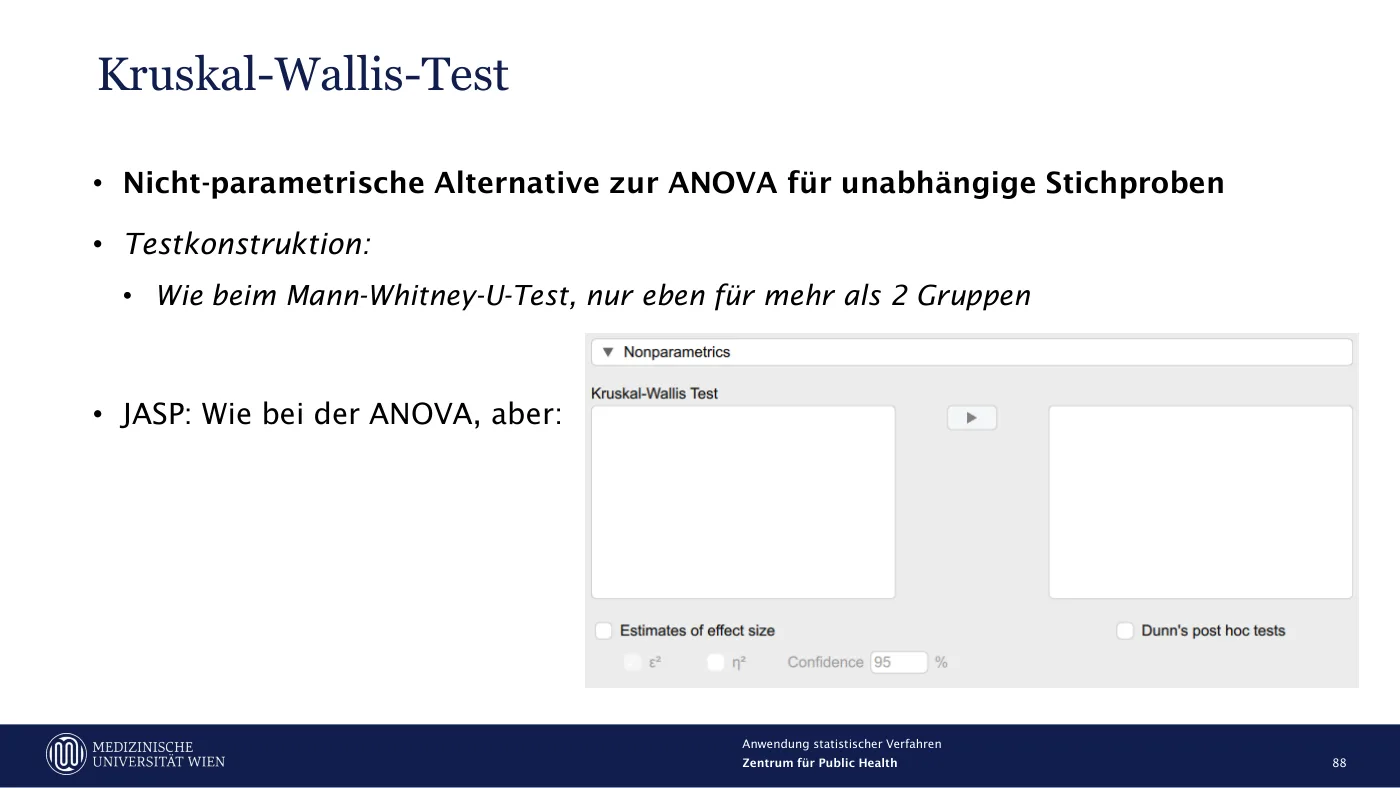 Kruskal-Wallis-Test
• Nicht-parametrische Alternative zur ANOVA für unabhängige Stichproben
• Testkonstruktion:
• Wie beim Mann-Whitney-U-Test, nur eben für mehr als 2 Gruppen
• JASP: Wie bei der ANOVA, aber:
Nonparametrics
Kruskal-Wallis Test
Estimates of effect size
Dunn's post hoc tests
ε² η² Confidence 95 %
MEDIZINISCHE
UNIVERSITÄT WIEN
Anwendung statistischer Verfahren
Zentrum für Public Health
88